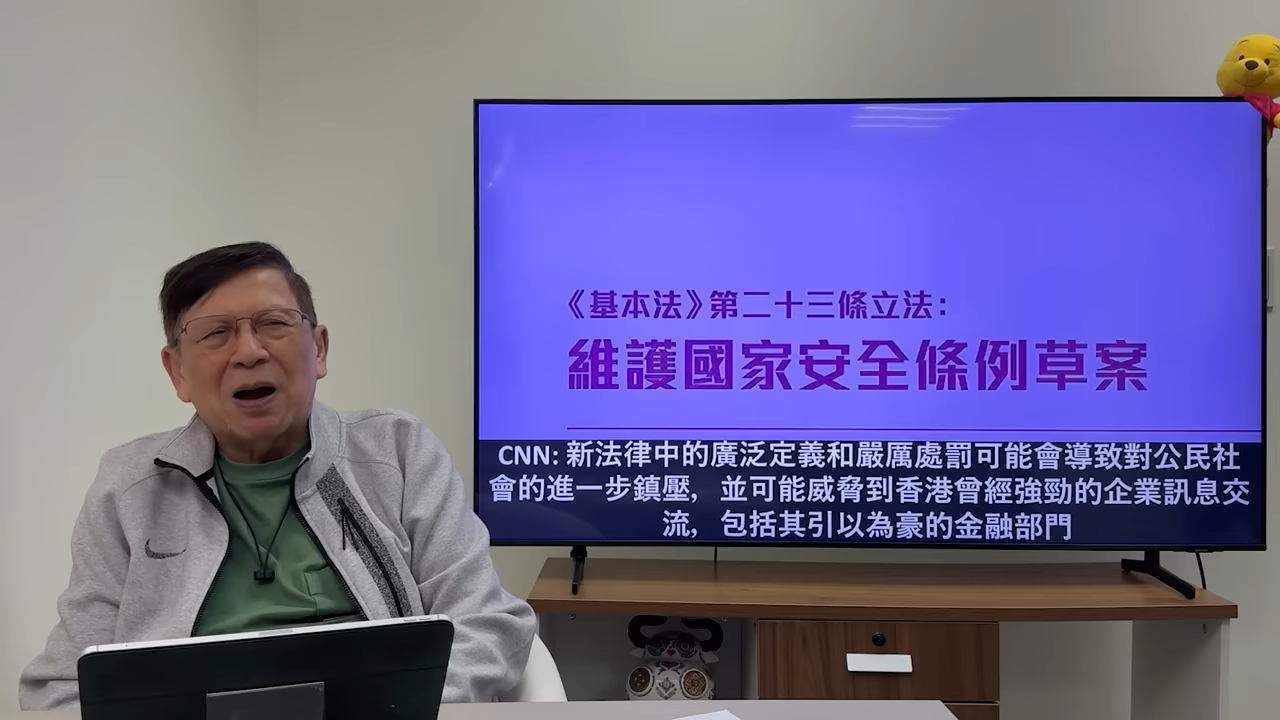 《基本法》第二十三條立法：
維護國家安全條例草案
CNN: 新法律中的廣泛定義和嚴厲處罰可能會導致對公民社
會的進一步鎮壓，並可能威脅到香港曾經強勁的企業訊息交
流，包括其引以為豪的金融部門